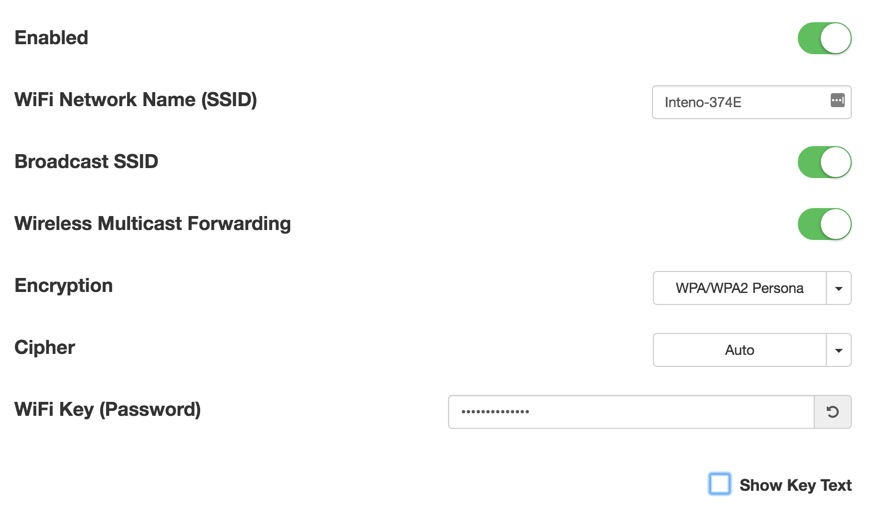 Enabled
WiFi Network Name (SSID)
Inteno-374E
Broadcast SSID
Wireless Multicast Forwarding
Encryption
WPA/WPA2 Persona
Cipher
Auto
WiFi Key (Password)
••••••••••••••
Show Key Text